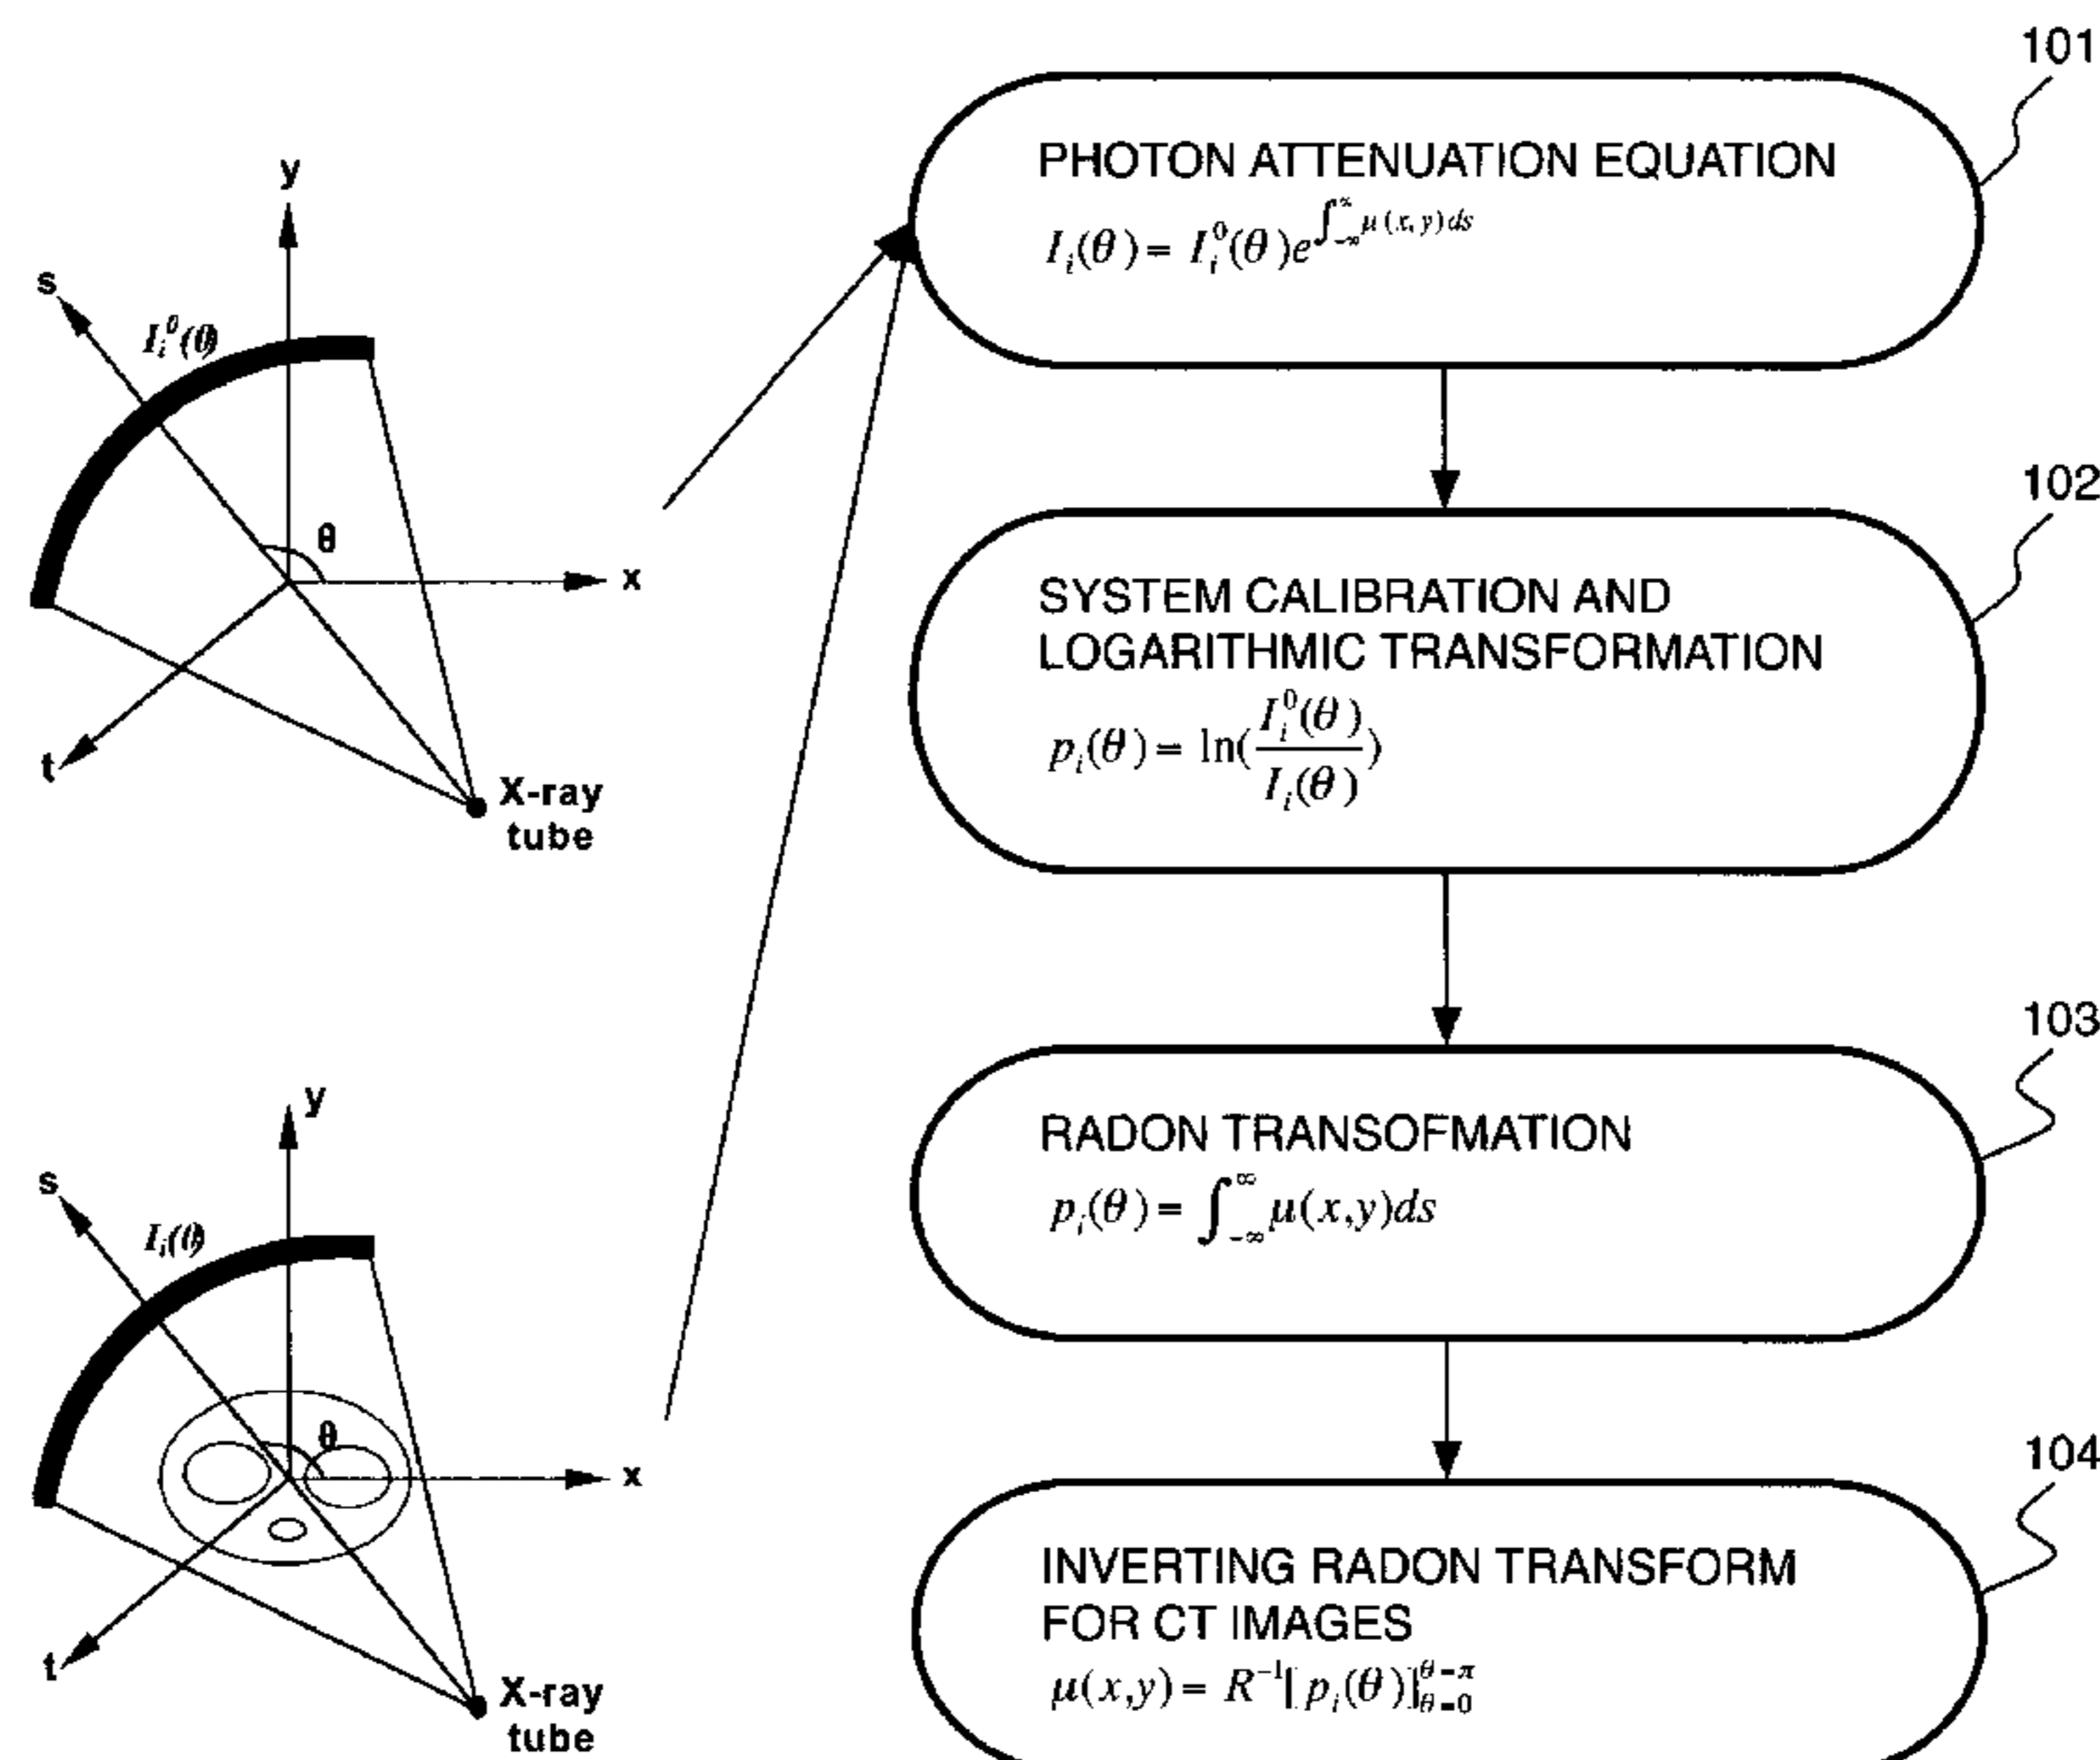 y
s
I_i^0(θ)
θ
x
t
X-ray
tube
y
s
I_i(θ)
θ
x
t
X-ray
tube
101
PHOTON ATTENUATION EQUATION
I_i(θ) = I_i^0(θ)e^{∫_{-∞}^{∞} μ(x,y)ds}
102
SYSTEM CALIBRATION AND
LOGARITHMIC TRANSFORMATION
p_i(θ) = ln(I_i^0(θ)/I_i(θ))
103
RADON TRANSOFMATION
p_i(θ) = ∫_{-∞}^{∞} μ(x,y)ds
104
INVERTING RADON TRANSFORM
FOR CT IMAGES
μ(x,y) = R^{-1}[p_i(θ)]|_{θ=0}^{θ=π}